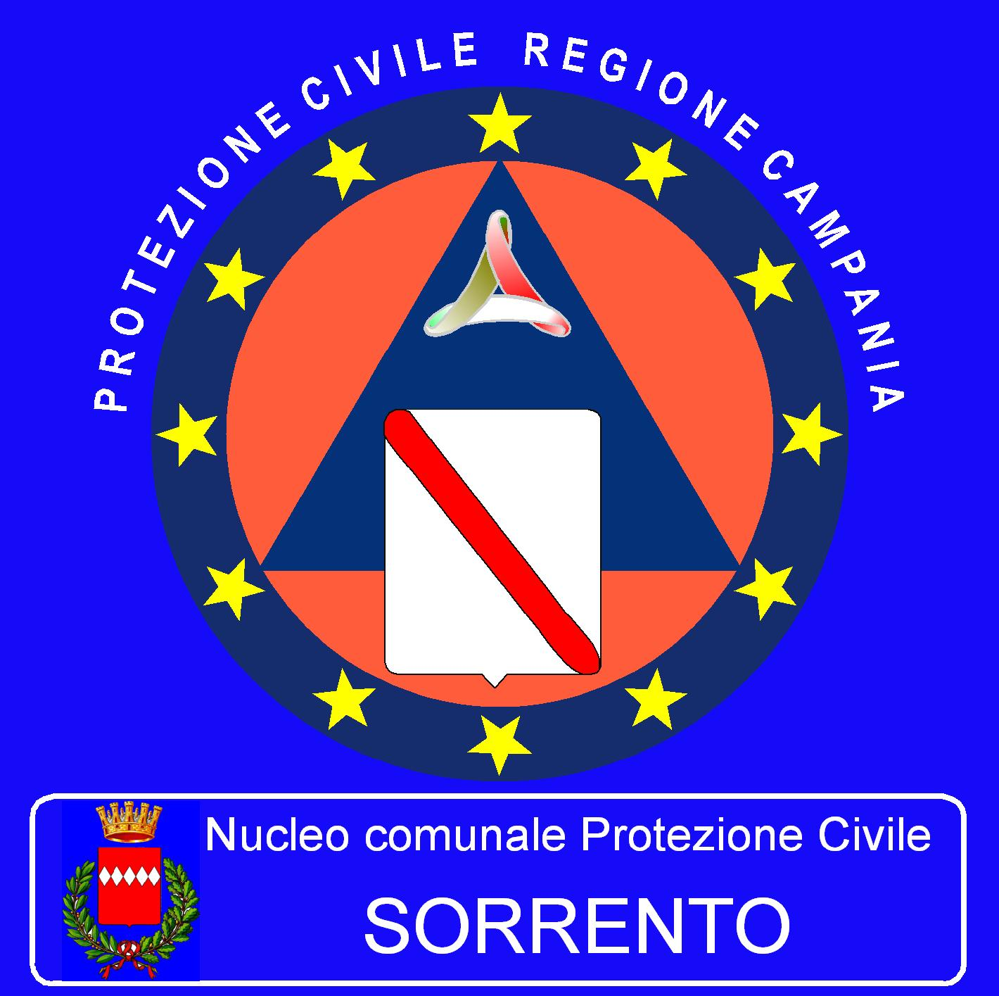 PROTEZIONE CIVILE REGIONE CAMPANIA
Nucleo comunale Protezione Civile
SORRENTO